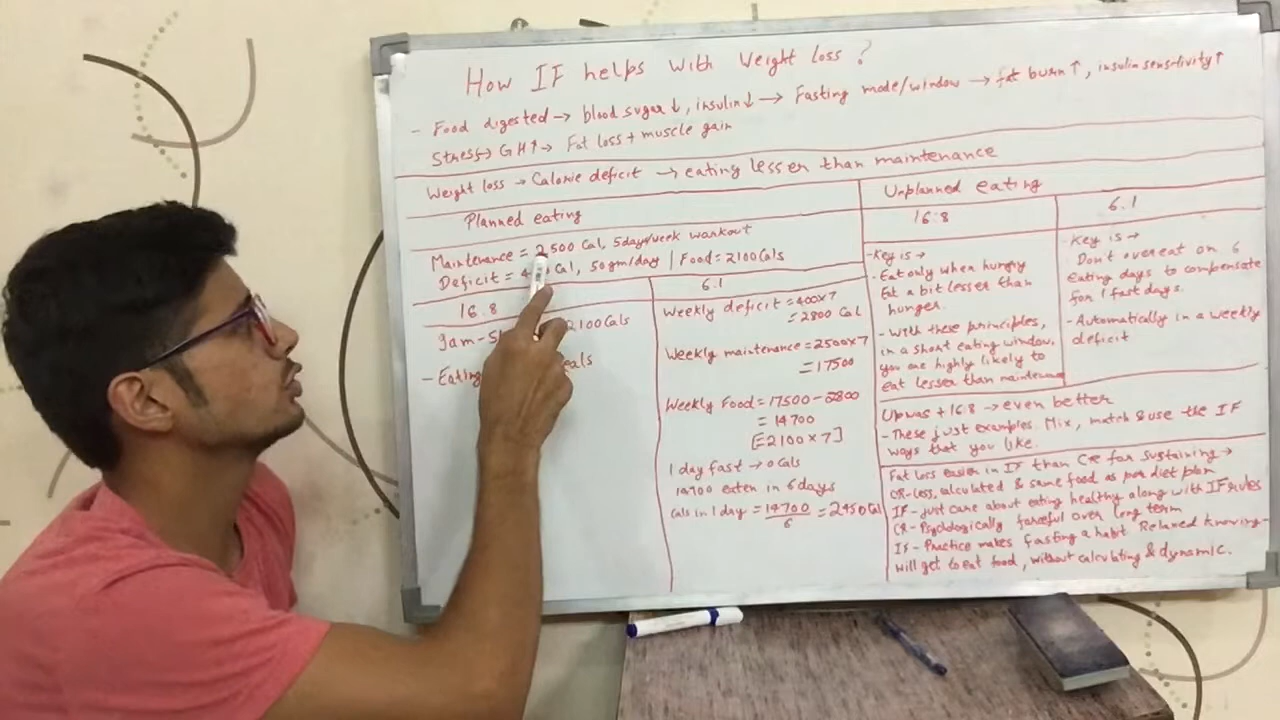 How IF helps with weight loss?
- Food digested → blood sugar ↓, insulin ↓ → Fasting mode/window → fat burn ↑, insulin sensitivity ↑
Stress → GH ↑ → Fat loss + muscle gain
Weight loss → Calorie deficit → eating lesser than maintenance
Planned eating
Maintenance = 2500 Cal, 5days/week workout
Deficit = Cal, 50gm/day | Food = 2100Cals
16:8
9am-5 2100Cals
- Eating
6:1
Weekly deficit = 400x7
= 2800 Cal
Weekly maintenance = 2500x7
= 17500
Weekly Food = 17500 - 2800
= 14700
[= 2100 x 7]
1 day fast → 0 Cals
14700 eaten in 6 days
Cals in 1 day = 14700/6 = 2450 Cal
Unplanned eating
16:8
- Key is →
- Eat only when hungry
Eat a bit lesser than
hunger.
- With these principles,
in a short eating window,
you are highly likely to
eat lesser than maintenance
6:1
- Key is →
Don't overeat on 6
eating days to compensate
for 1 fast days.
- Automatically in a weekly
deficit
Upwas + 16:8 → even better
- These just examples. Mix, match & use the IF
ways that you like.
Fat Loss easier in IF than CR for sustaining →
CR-less, calculated & same food as per diet plan
IF - just care about eating healthy along with IF rules
CR - Psychologically forceful over long term
IF - Practice makes fasting a habit. Relaxed knowing -
will get to eat food, without calculating & dynamic.